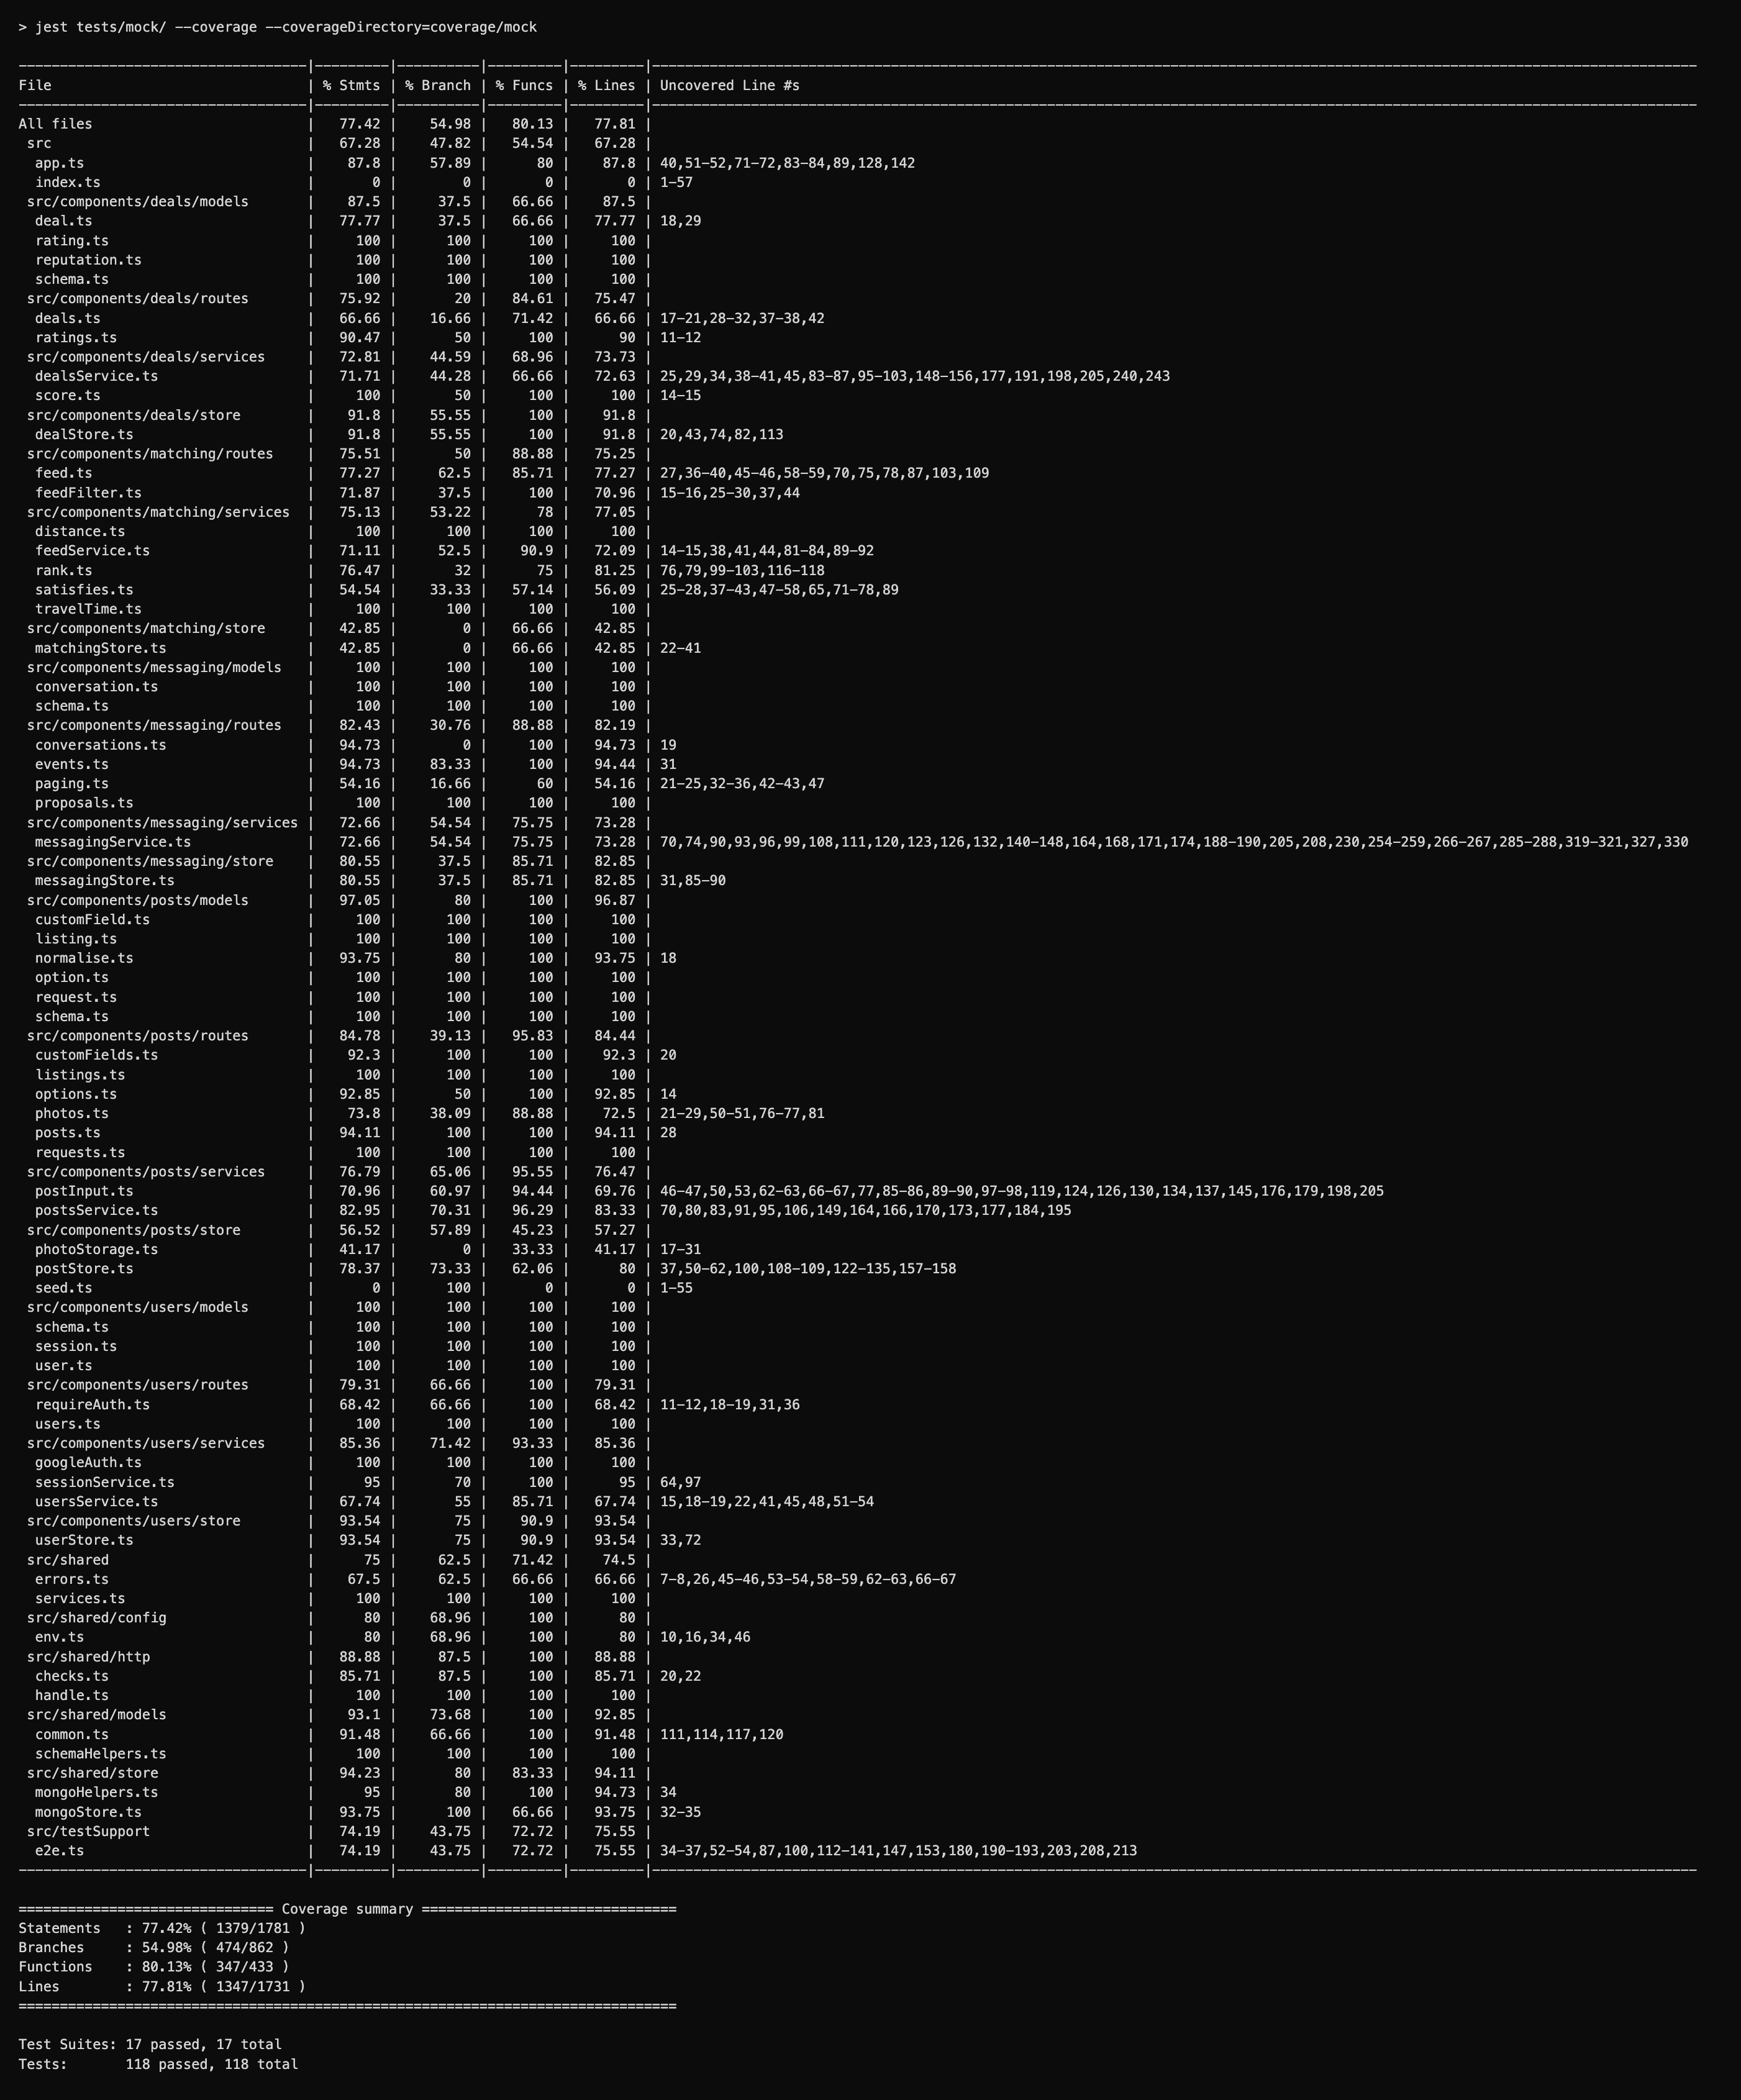 > jest tests/mock/ --coverage --coverageDirectory=coverage/mock
----------------------------------|---------|----------|---------|---------|-------------------------------------------------------------------------------------------------------------------------------
File                              | % Stmts | % Branch | % Funcs | % Lines | Uncovered Line #s
----------------------------------|---------|----------|---------|---------|-------------------------------------------------------------------------------------------------------------------------------
All files                         |   77.42 |    54.98 |   80.13 |   77.81 |
 src                              |   67.28 |    47.82 |   54.54 |   67.28 |
  app.ts                          |    87.8 |    57.89 |      80 |    87.8 | 40,51-52,71-72,83-84,89,128,142
  index.ts                        |       0 |        0 |       0 |       0 | 1-57
 src/components/deals/models      |    87.5 |     37.5 |   66.66 |    87.5 |
  deal.ts                         |   77.77 |     37.5 |   66.66 |   77.77 | 18,29
  rating.ts                       |     100 |      100 |     100 |     100 |
  reputation.ts                   |     100 |      100 |     100 |     100 |
  schema.ts                       |     100 |      100 |     100 |     100 |
 src/components/deals/routes      |   75.92 |       20 |   84.61 |   75.47 |
  deals.ts                        |   66.66 |    16.66 |   71.42 |   66.66 | 17-21,28-32,37-38,42
  ratings.ts                      |   90.47 |       50 |     100 |      90 | 11-12
 src/components/deals/services    |   72.81 |    44.59 |   68.96 |   73.73 |
  dealsService.ts                 |   71.71 |    44.28 |   66.66 |   72.63 | 25,29,34,38-41,45,83-87,95-103,148-156,177,191,198,205,240,243
  score.ts                        |     100 |       50 |     100 |     100 | 14-15
 src/components/deals/store       |    91.8 |    55.55 |     100 |    91.8 |
  dealStore.ts                    |    91.8 |    55.55 |     100 |    91.8 | 20,43,74,82,113
 src/components/matching/routes   |   75.51 |       50 |   88.88 |   75.25 |
  feed.ts                         |   77.27 |     62.5 |   85.71 |   77.27 | 27,36-40,45-46,58-59,70,75,78,87,103,109
  feedFilter.ts                   |   71.87 |     37.5 |     100 |   70.96 | 15-16,25-30,37,44
 src/components/matching/services |   75.13 |    53.22 |      78 |   77.05 |
  distance.ts                     |     100 |      100 |     100 |     100 |
  feedService.ts                  |   71.11 |     52.5 |    90.9 |   72.09 | 14-15,38,41,44,81-84,89-92
  rank.ts                         |   76.47 |       32 |      75 |   81.25 | 76,79,99-103,116-118
  satisfies.ts                    |   54.54 |    33.33 |   57.14 |   56.09 | 25-28,37-43,47-58,65,71-78,89
  travelTime.ts                   |     100 |      100 |     100 |     100 |
 src/components/matching/store    |   42.85 |        0 |   66.66 |   42.85 |
  matchingStore.ts                |   42.85 |        0 |   66.66 |   42.85 | 22-41
 src/components/messaging/models  |     100 |      100 |     100 |     100 |
  conversation.ts                 |     100 |      100 |     100 |     100 |
  schema.ts                       |     100 |      100 |     100 |     100 |
 src/components/messaging/routes  |   82.43 |    30.76 |   88.88 |   82.19 |
  conversations.ts                |   94.73 |        0 |     100 |   94.73 | 19
  events.ts                       |   94.73 |    83.33 |     100 |   94.44 | 31
  paging.ts                       |   54.16 |    16.66 |      60 |   54.16 | 21-25,32-36,42-43,47
  proposals.ts                    |     100 |      100 |     100 |     100 |
 src/components/messaging/services |   72.66 |    54.54 |   75.75 |   73.28 |
  messagingService.ts             |   72.66 |    54.54 |   75.75 |   73.28 | 70,74,90,93,96,99,108,111,120,123,126,132,140-148,164,168,171,174,188-190,205,208,230,254-259,266-267,285-288,319-321,327,330
 src/components/messaging/store   |   80.55 |     37.5 |   85.71 |   82.85 |
  messagingStore.ts               |   80.55 |     37.5 |   85.71 |   82.85 | 31,85-90
 src/components/posts/models      |   97.05 |       80 |     100 |   96.87 |
  customField.ts                  |     100 |      100 |     100 |     100 |
  listing.ts                      |     100 |      100 |     100 |     100 |
  normalise.ts                    |   93.75 |       80 |     100 |   93.75 | 18
  option.ts                       |     100 |      100 |     100 |     100 |
  request.ts                      |     100 |      100 |     100 |     100 |
  schema.ts                       |     100 |      100 |     100 |     100 |
 src/components/posts/routes      |   84.78 |    39.13 |   95.83 |   84.44 |
  customFields.ts                 |    92.3 |      100 |     100 |    92.3 | 20
  listings.ts                     |     100 |      100 |     100 |     100 |
  options.ts                      |   92.85 |       50 |     100 |   92.85 | 14
  photos.ts                       |    73.8 |    38.09 |   88.88 |    72.5 | 21-29,50-51,76-77,81
  posts.ts                        |   94.11 |      100 |     100 |   94.11 | 28
  requests.ts                     |     100 |      100 |     100 |     100 |
 src/components/posts/services    |   76.79 |    65.06 |   95.55 |   76.47 |
  postInput.ts                    |   70.96 |    60.97 |   94.44 |   69.76 | 46-47,50,53,62-63,66-67,77,85-86,89-90,97-98,119,124,126,130,134,137,145,176,179,198,205
  postsService.ts                 |   82.95 |    70.31 |   96.29 |   83.33 | 70,80,83,91,95,106,149,164,166,170,173,177,184,195
 src/components/posts/store       |   56.52 |    57.89 |   45.23 |   57.27 |
  photoStorage.ts                 |   41.17 |        0 |   33.33 |   41.17 | 17-31
  postStore.ts                    |   78.37 |    73.33 |   62.06 |      80 | 37,50-62,100,108-109,122-135,157-158
  seed.ts                         |       0 |      100 |       0 |       0 | 1-55
 src/components/users/models      |     100 |      100 |     100 |     100 |
  schema.ts                       |     100 |      100 |     100 |     100 |
  session.ts                      |     100 |      100 |     100 |     100 |
  user.ts                         |     100 |      100 |     100 |     100 |
 src/components/users/routes      |   79.31 |    66.66 |     100 |   79.31 |
  requireAuth.ts                  |   68.42 |    66.66 |     100 |   68.42 | 11-12,18-19,31,36
  users.ts                        |     100 |      100 |     100 |     100 |
 src/components/users/services    |   85.36 |    71.42 |   93.33 |   85.36 |
  googleAuth.ts                   |     100 |      100 |     100 |     100 |
  sessionService.ts               |      95 |       70 |     100 |      95 | 64,97
  usersService.ts                 |   67.74 |       55 |   85.71 |   67.74 | 15,18-19,22,41,45,48,51-54
 src/components/users/store       |   93.54 |       75 |    90.9 |   93.54 |
  userStore.ts                    |   93.54 |       75 |    90.9 |   93.54 | 33,72
 src/shared                       |      75 |     62.5 |   71.42 |    74.5 |
  errors.ts                       |    67.5 |     62.5 |   66.66 |   66.66 | 7-8,26,45-46,53-54,58-59,62-63,66-67
  services.ts                     |     100 |      100 |     100 |     100 |
 src/shared/config                |      80 |    68.96 |     100 |      80 |
  env.ts                          |      80 |    68.96 |     100 |      80 | 10,16,34,46
 src/shared/http                  |   88.88 |     87.5 |     100 |   88.88 |
  checks.ts                       |   85.71 |     87.5 |     100 |   85.71 | 20,22
  handle.ts                       |     100 |      100 |     100 |     100 |
 src/shared/models                |    93.1 |    73.68 |     100 |   92.85 |
  common.ts                       |   91.48 |    66.66 |     100 |   91.48 | 111,114,117,120
  schemaHelpers.ts                |     100 |      100 |     100 |     100 |
 src/shared/store                 |   94.23 |       80 |   83.33 |   94.11 |
  mongoHelpers.ts                 |      95 |       80 |     100 |   94.73 | 34
  mongoStore.ts                   |   93.75 |      100 |   66.66 |   93.75 | 32-35
 src/testSupport                  |   74.19 |    43.75 |   72.72 |   75.55 |
  e2e.ts                          |   74.19 |    43.75 |   72.72 |   75.55 | 34-37,52-54,87,100,112-141,147,153,180,190-193,203,208,213
----------------------------------|---------|----------|---------|---------|-------------------------------------------------------------------------------------------------------------------------------
=============================== Coverage summary ===============================
Statements   : 77.42% ( 1379/1781 )
Branches     : 54.98% ( 474/862 )
Functions    : 80.13% ( 347/433 )
Lines        : 77.81% ( 1347/1731 )
================================================================================
Test Suites: 17 passed, 17 total
Tests:       118 passed, 118 total